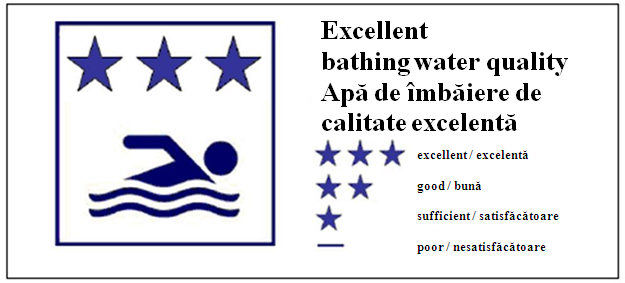 Excellent
bathing water quality
Apă de îmbăiere de
calitate excelentă
excellent / excelentă
good / bună
sufficient / satisfăcătoare
poor / nesatisfăcătoare